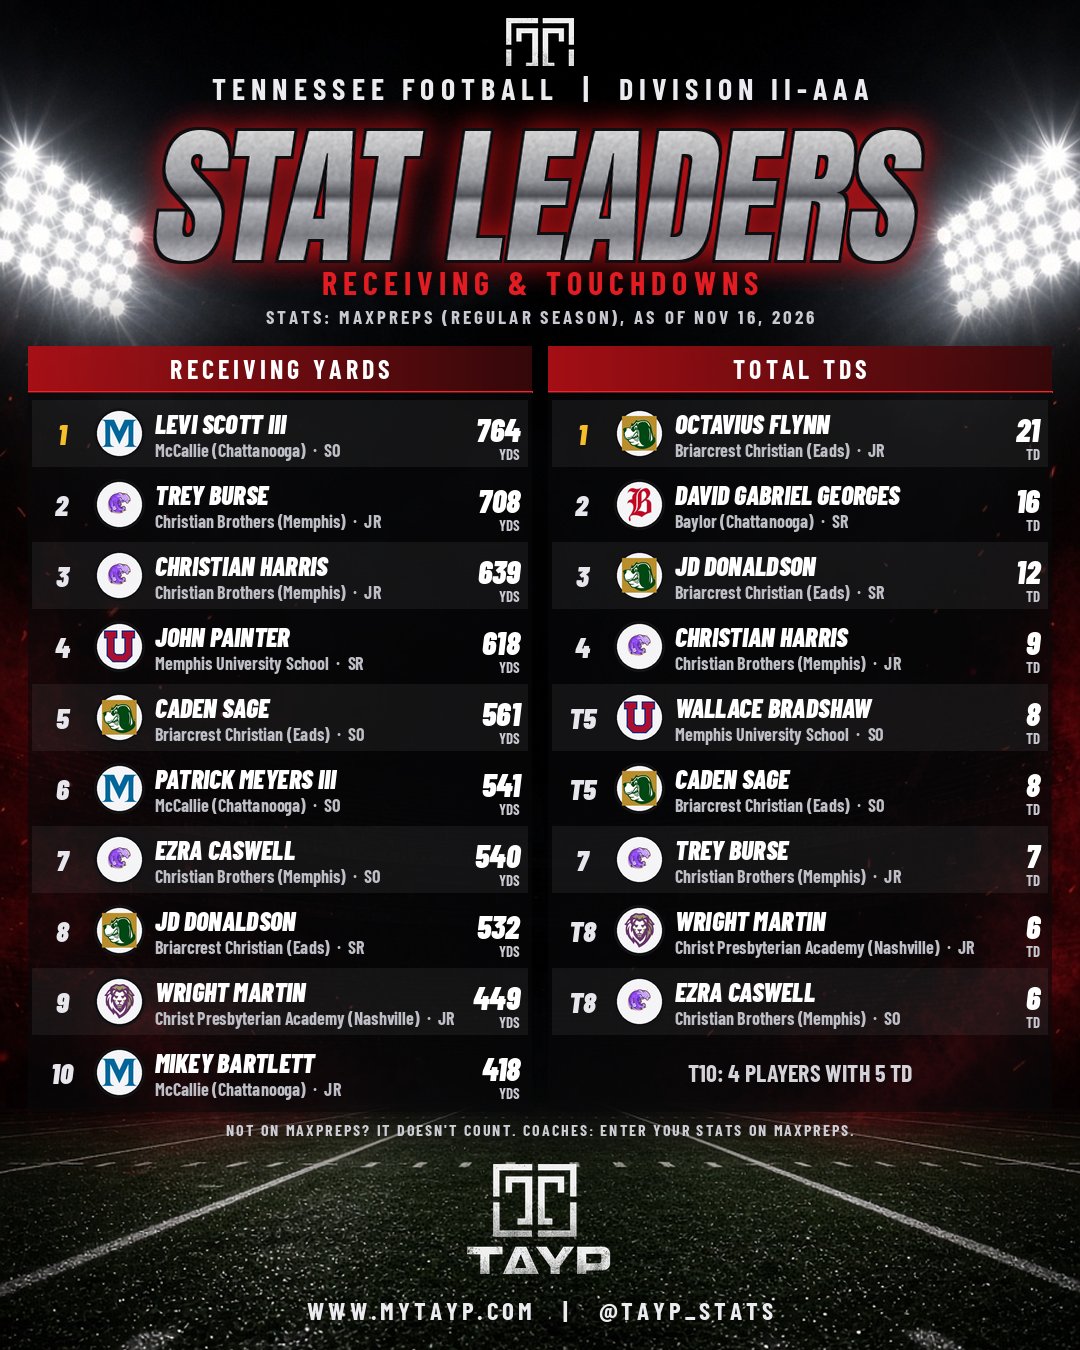 TENNESSEE FOOTBALL | DIVISION II-AAA
STAT LEADERS
RECEIVING & TOUCHDOWNS
STATS: MAXPREPS (REGULAR SEASON), AS OF NOV 16, 2026
RECEIVING YARDS
1 LEVI SCOTT III 764
McCallie (Chattanooga) · SO YDS
2 TREY BURSE 708
Christian Brothers (Memphis) · JR YDS
3 CHRISTIAN HARRIS 639
Christian Brothers (Memphis) · JR YDS
4 JOHN PAINTER 618
Memphis University School · SR YDS
5 CADEN SAGE 561
Briarcrest Christian (Eads) · SO YDS
6 PATRICK MEYERS III 541
McCallie (Chattanooga) · SO YDS
7 EZRA CASWELL 540
Christian Brothers (Memphis) · SO YDS
8 JD DONALDSON 532
Briarcrest Christian (Eads) · SR YDS
9 WRIGHT MARTIN 449
Christ Presbyterian Academy (Nashville) · JR YDS
10 MIKEY BARTLETT 418
McCallie (Chattanooga) · JR YDS
TOTAL TDS
1 OCTAVIUS FLYNN 21
Briarcrest Christian (Eads) · JR TD
2 DAVID GABRIEL GEORGES 16
Baylor (Chattanooga) · SR TD
3 JD DONALDSON 12
Briarcrest Christian (Eads) · SR TD
4 CHRISTIAN HARRIS 9
Christian Brothers (Memphis) · JR TD
T5 WALLACE BRADSHAW 8
Memphis University School · SO TD
T5 CADEN SAGE 8
Briarcrest Christian (Eads) · SO TD
7 TREY BURSE 7
Christian Brothers (Memphis) · JR TD
T8 WRIGHT MARTIN 6
Christ Presbyterian Academy (Nashville) · JR TD
T8 EZRA CASWELL 6
Christian Brothers (Memphis) · SO TD
T10: 4 PLAYERS WITH 5 TD
NOT ON MAXPREPS? IT DOESN'T COUNT. COACHES: ENTER YOUR STATS ON MAXPREPS.
TAYP
WWW.MYTAYP.COM | @TAYP_STATS